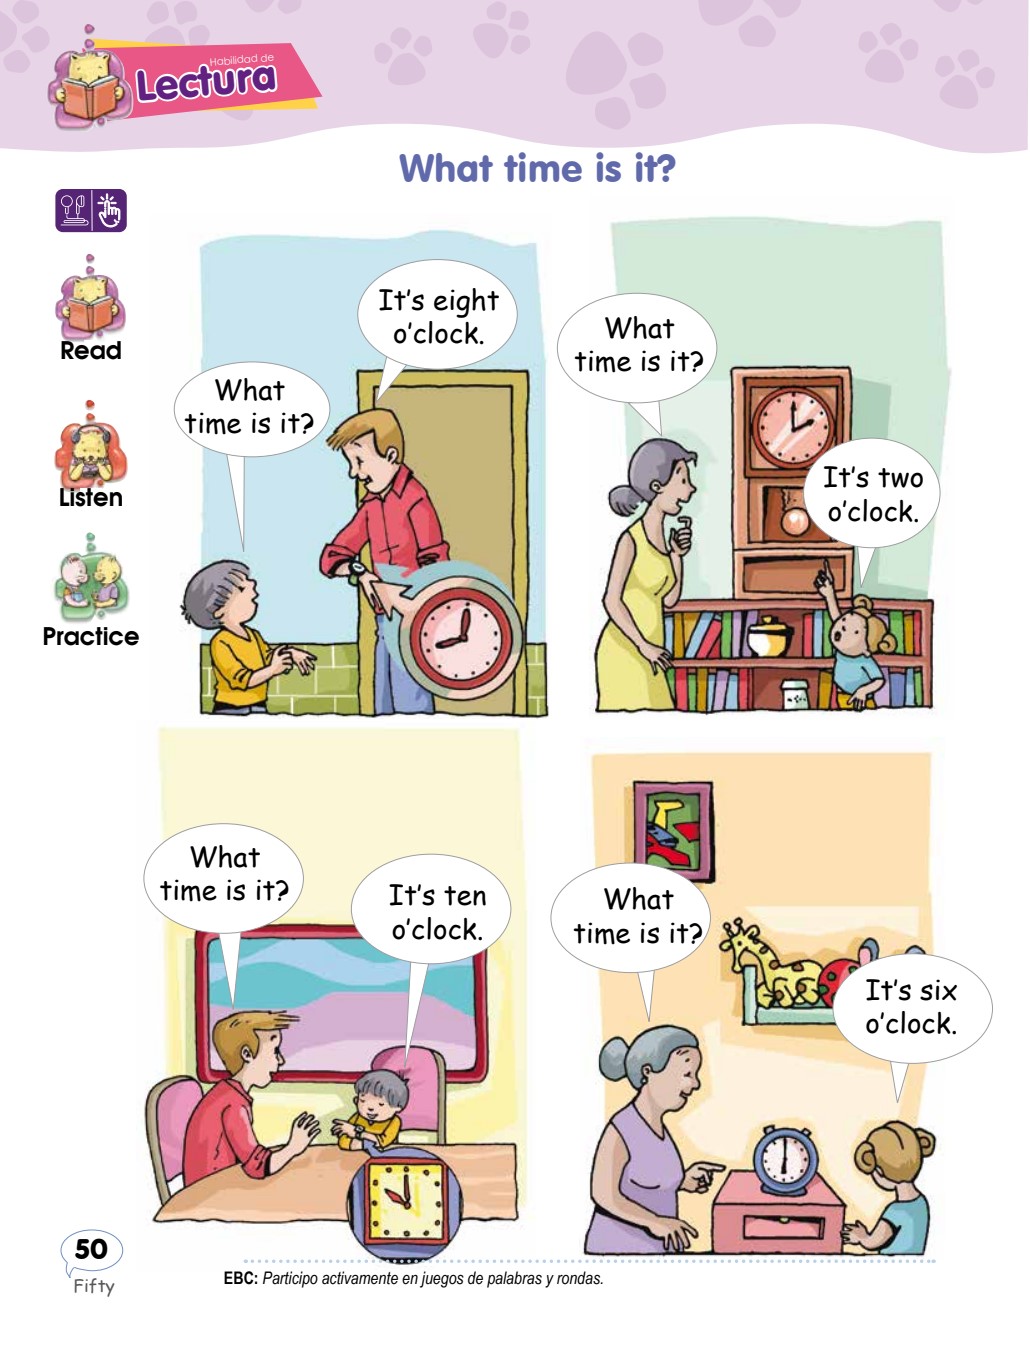 Habilidad de
Lectura
What time is it?
Read
Listen
Practice
What
time is it?
It's eight
o'clock.
What
time is it?
It's two
o'clock.
What
time is it?
It's ten
o'clock.
What
time is it?
It's six
o'clock.
50
Fifty
EBC: Participo activamente en juegos de palabras y rondas.